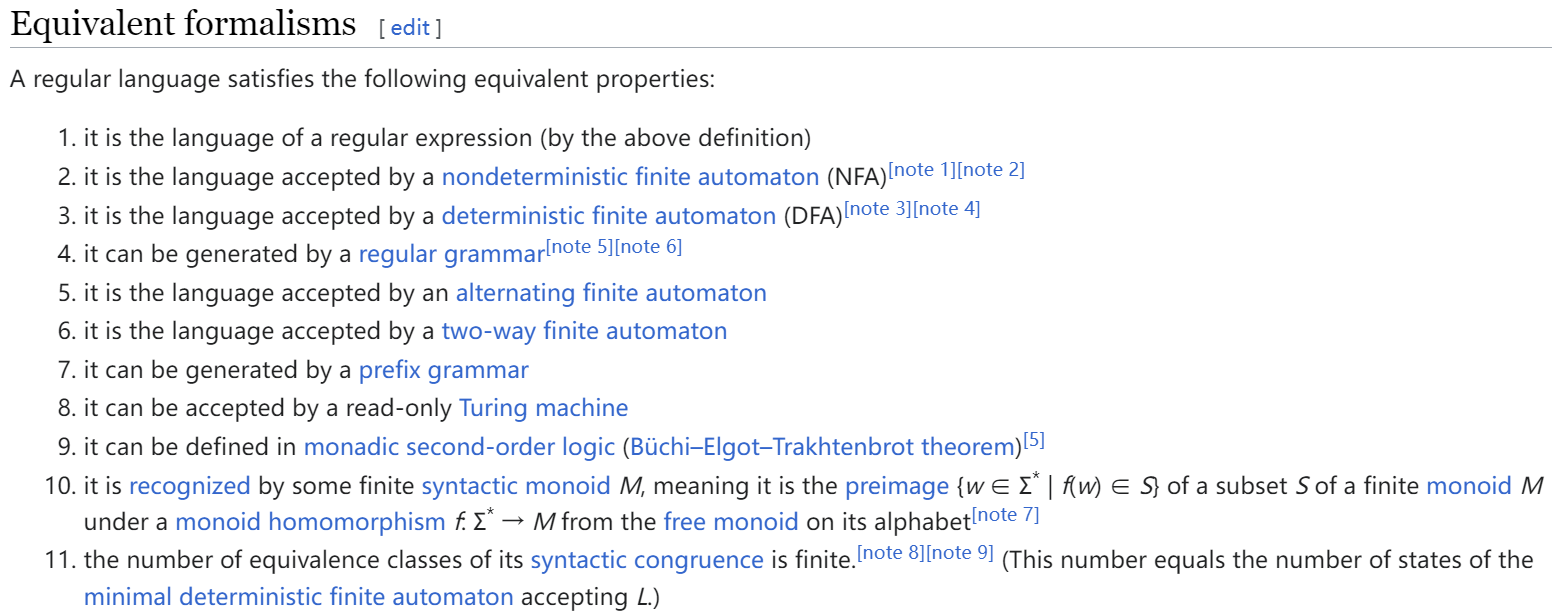 Equivalent formalisms [ edit ]
A regular language satisfies the following equivalent properties:
1. it is the language of a regular expression (by the above definition)
2. it is the language accepted by a nondeterministic finite automaton (NFA)[note 1][note 2]
3. it is the language accepted by a deterministic finite automaton (DFA)[note 3][note 4]
4. it can be generated by a regular grammar[note 5][note 6]
5. it is the language accepted by an alternating finite automaton
6. it is the language accepted by a two-way finite automaton
7. it can be generated by a prefix grammar
8. it can be accepted by a read-only Turing machine
9. it can be defined in monadic second-order logic (Büchi–Elgot–Trakhtenbrot theorem)[5]
10. it is recognized by some finite syntactic monoid M, meaning it is the preimage {w ∈ Σ* | f(w) ∈ S} of a subset S of a finite monoid M
under a monoid homomorphism f: Σ* → M from the free monoid on its alphabet[note 7]
11. the number of equivalence classes of its syntactic congruence is finite.[note 8][note 9] (This number equals the number of states of the
minimal deterministic finite automaton accepting L.)